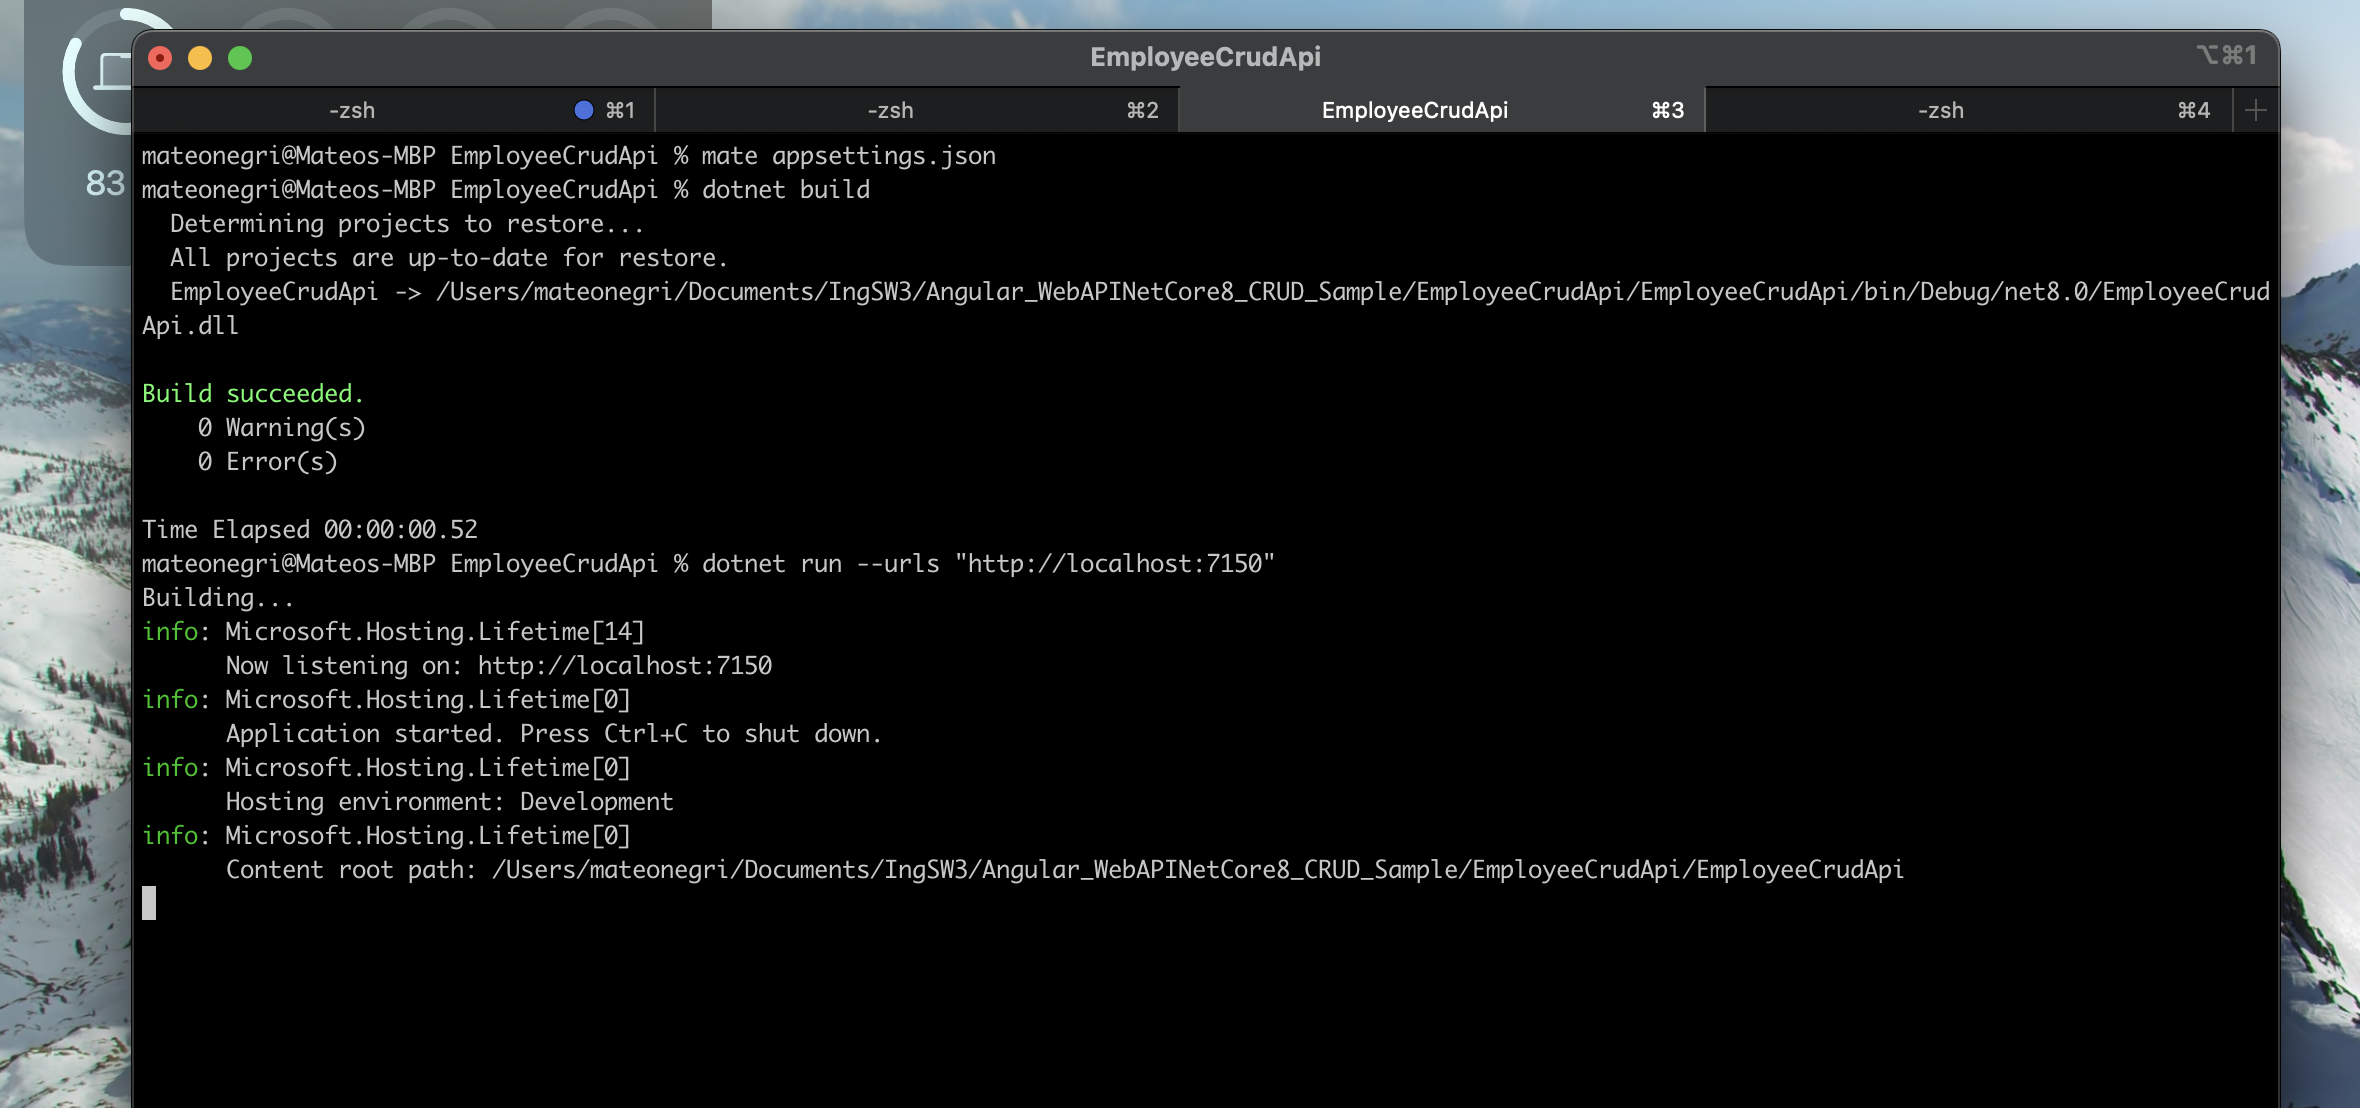 EmployeeCrudApi
⌥⌘1
-zsh ⌘1 -zsh ⌘2 EmployeeCrudApi ⌘3 -zsh ⌘4
83
mateonegri@Mateos-MBP EmployeeCrudApi % mate appsettings.json
mateonegri@Mateos-MBP EmployeeCrudApi % dotnet build
  Determining projects to restore...
  All projects are up-to-date for restore.
  EmployeeCrudApi -> /Users/mateonegri/Documents/IngSW3/Angular_WebAPINetCore8_CRUD_Sample/EmployeeCrudApi/EmployeeCrudApi/bin/Debug/net8.0/EmployeeCrud
Api.dll
Build succeeded.
    0 Warning(s)
    0 Error(s)
Time Elapsed 00:00:00.52
mateonegri@Mateos-MBP EmployeeCrudApi % dotnet run --urls "http://localhost:7150"
Building...
info: Microsoft.Hosting.Lifetime[14]
      Now listening on: http://localhost:7150
info: Microsoft.Hosting.Lifetime[0]
      Application started. Press Ctrl+C to shut down.
info: Microsoft.Hosting.Lifetime[0]
      Hosting environment: Development
info: Microsoft.Hosting.Lifetime[0]
      Content root path: /Users/mateonegri/Documents/IngSW3/Angular_WebAPINetCore8_CRUD_Sample/EmployeeCrudApi/EmployeeCrudApi